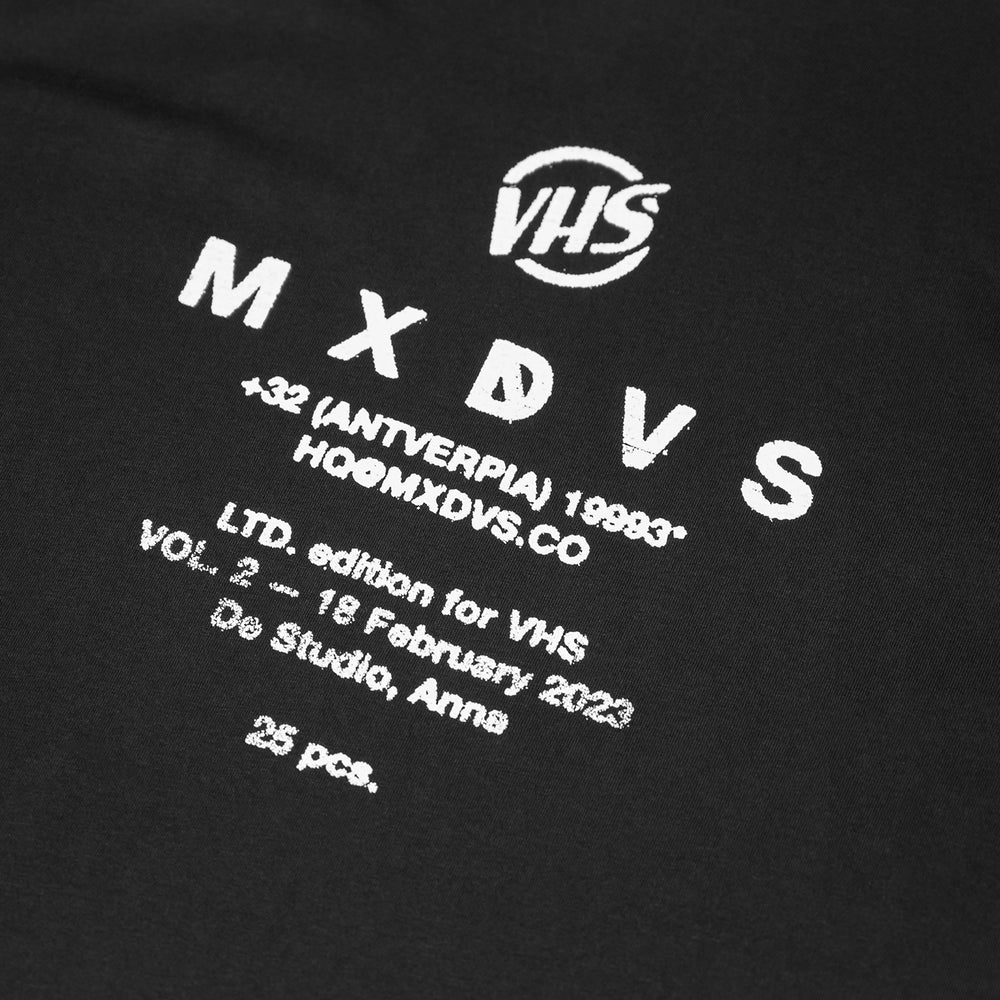 VHS
MXDVS
+32 (ANTVERPIA) 19993*
HQ@MXDVS.CO
LTD. edition for VHS
VOL. 2 — 18 February 2023
De Studio, Anna
25 pcs.